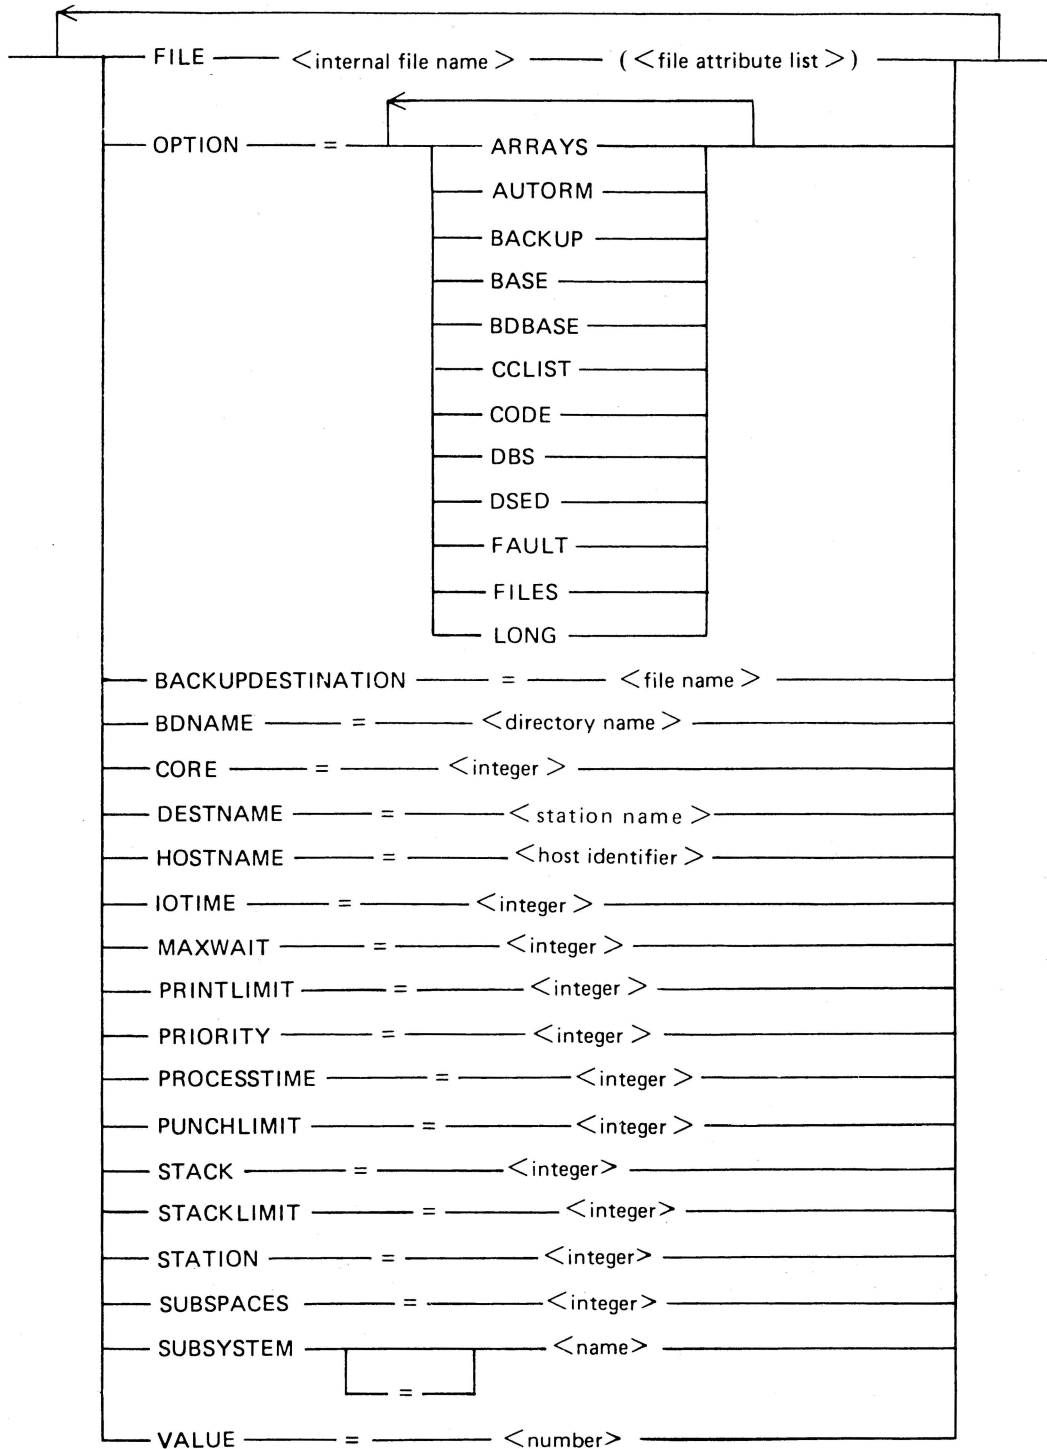 FILE <internal file name> (<file attribute list>)
OPTION = ARRAYS
AUTORM
BACKUP
BASE
BDBASE
CCLIST
CODE
DBS
DSED
FAULT
FILES
LONG
BACKUPDESTINATION = <file name>
BDNAME = <directory name>
CORE = <integer>
DESTNAME = <station name>
HOSTNAME = <host identifier>
IOTIME = <integer>
MAXWAIT = <integer>
PRINTLIMIT = <integer>
PRIORITY = <integer>
PROCESSTIME = <integer>
PUNCHLIMIT = <integer>
STACK = <integer>
STACKLIMIT = <integer>
STATION = <integer>
SUBSPACES = <integer>
SUBSYSTEM <name>
=
VALUE = <number>